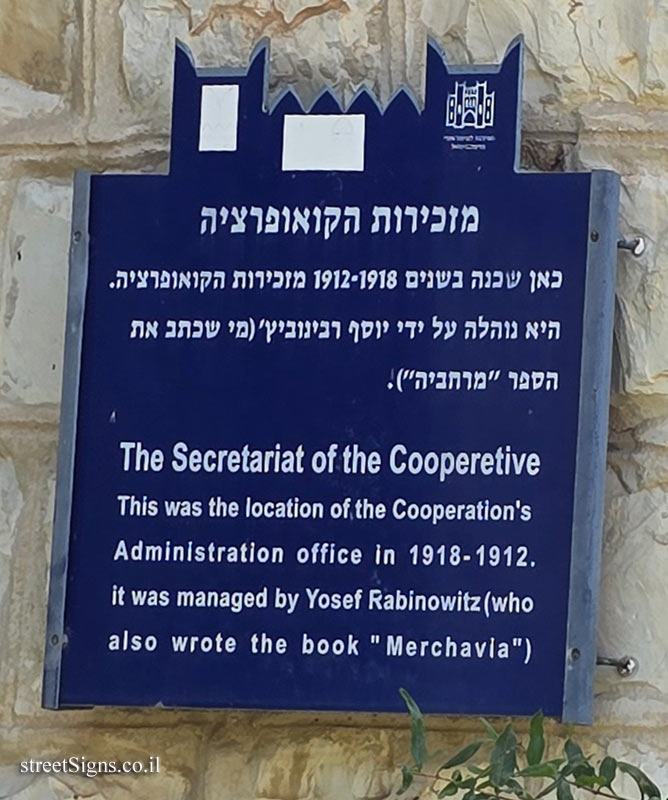 מזכירות הקואופרציה
כאן שכנה בשנים 1912-1918 מזכירות הקואופרציה.
היא נוהלה על ידי יוסף רבינוביץ' (מי שכתב את
הספר "מרחביה").
The Secretariat of the Cooperetive
This was the location of the Cooperation's
Administration office in 1918-1912.
it was managed by Yosef Rabinowitz(who
also wrote the book "Merchavia")
streetSigns.co.il